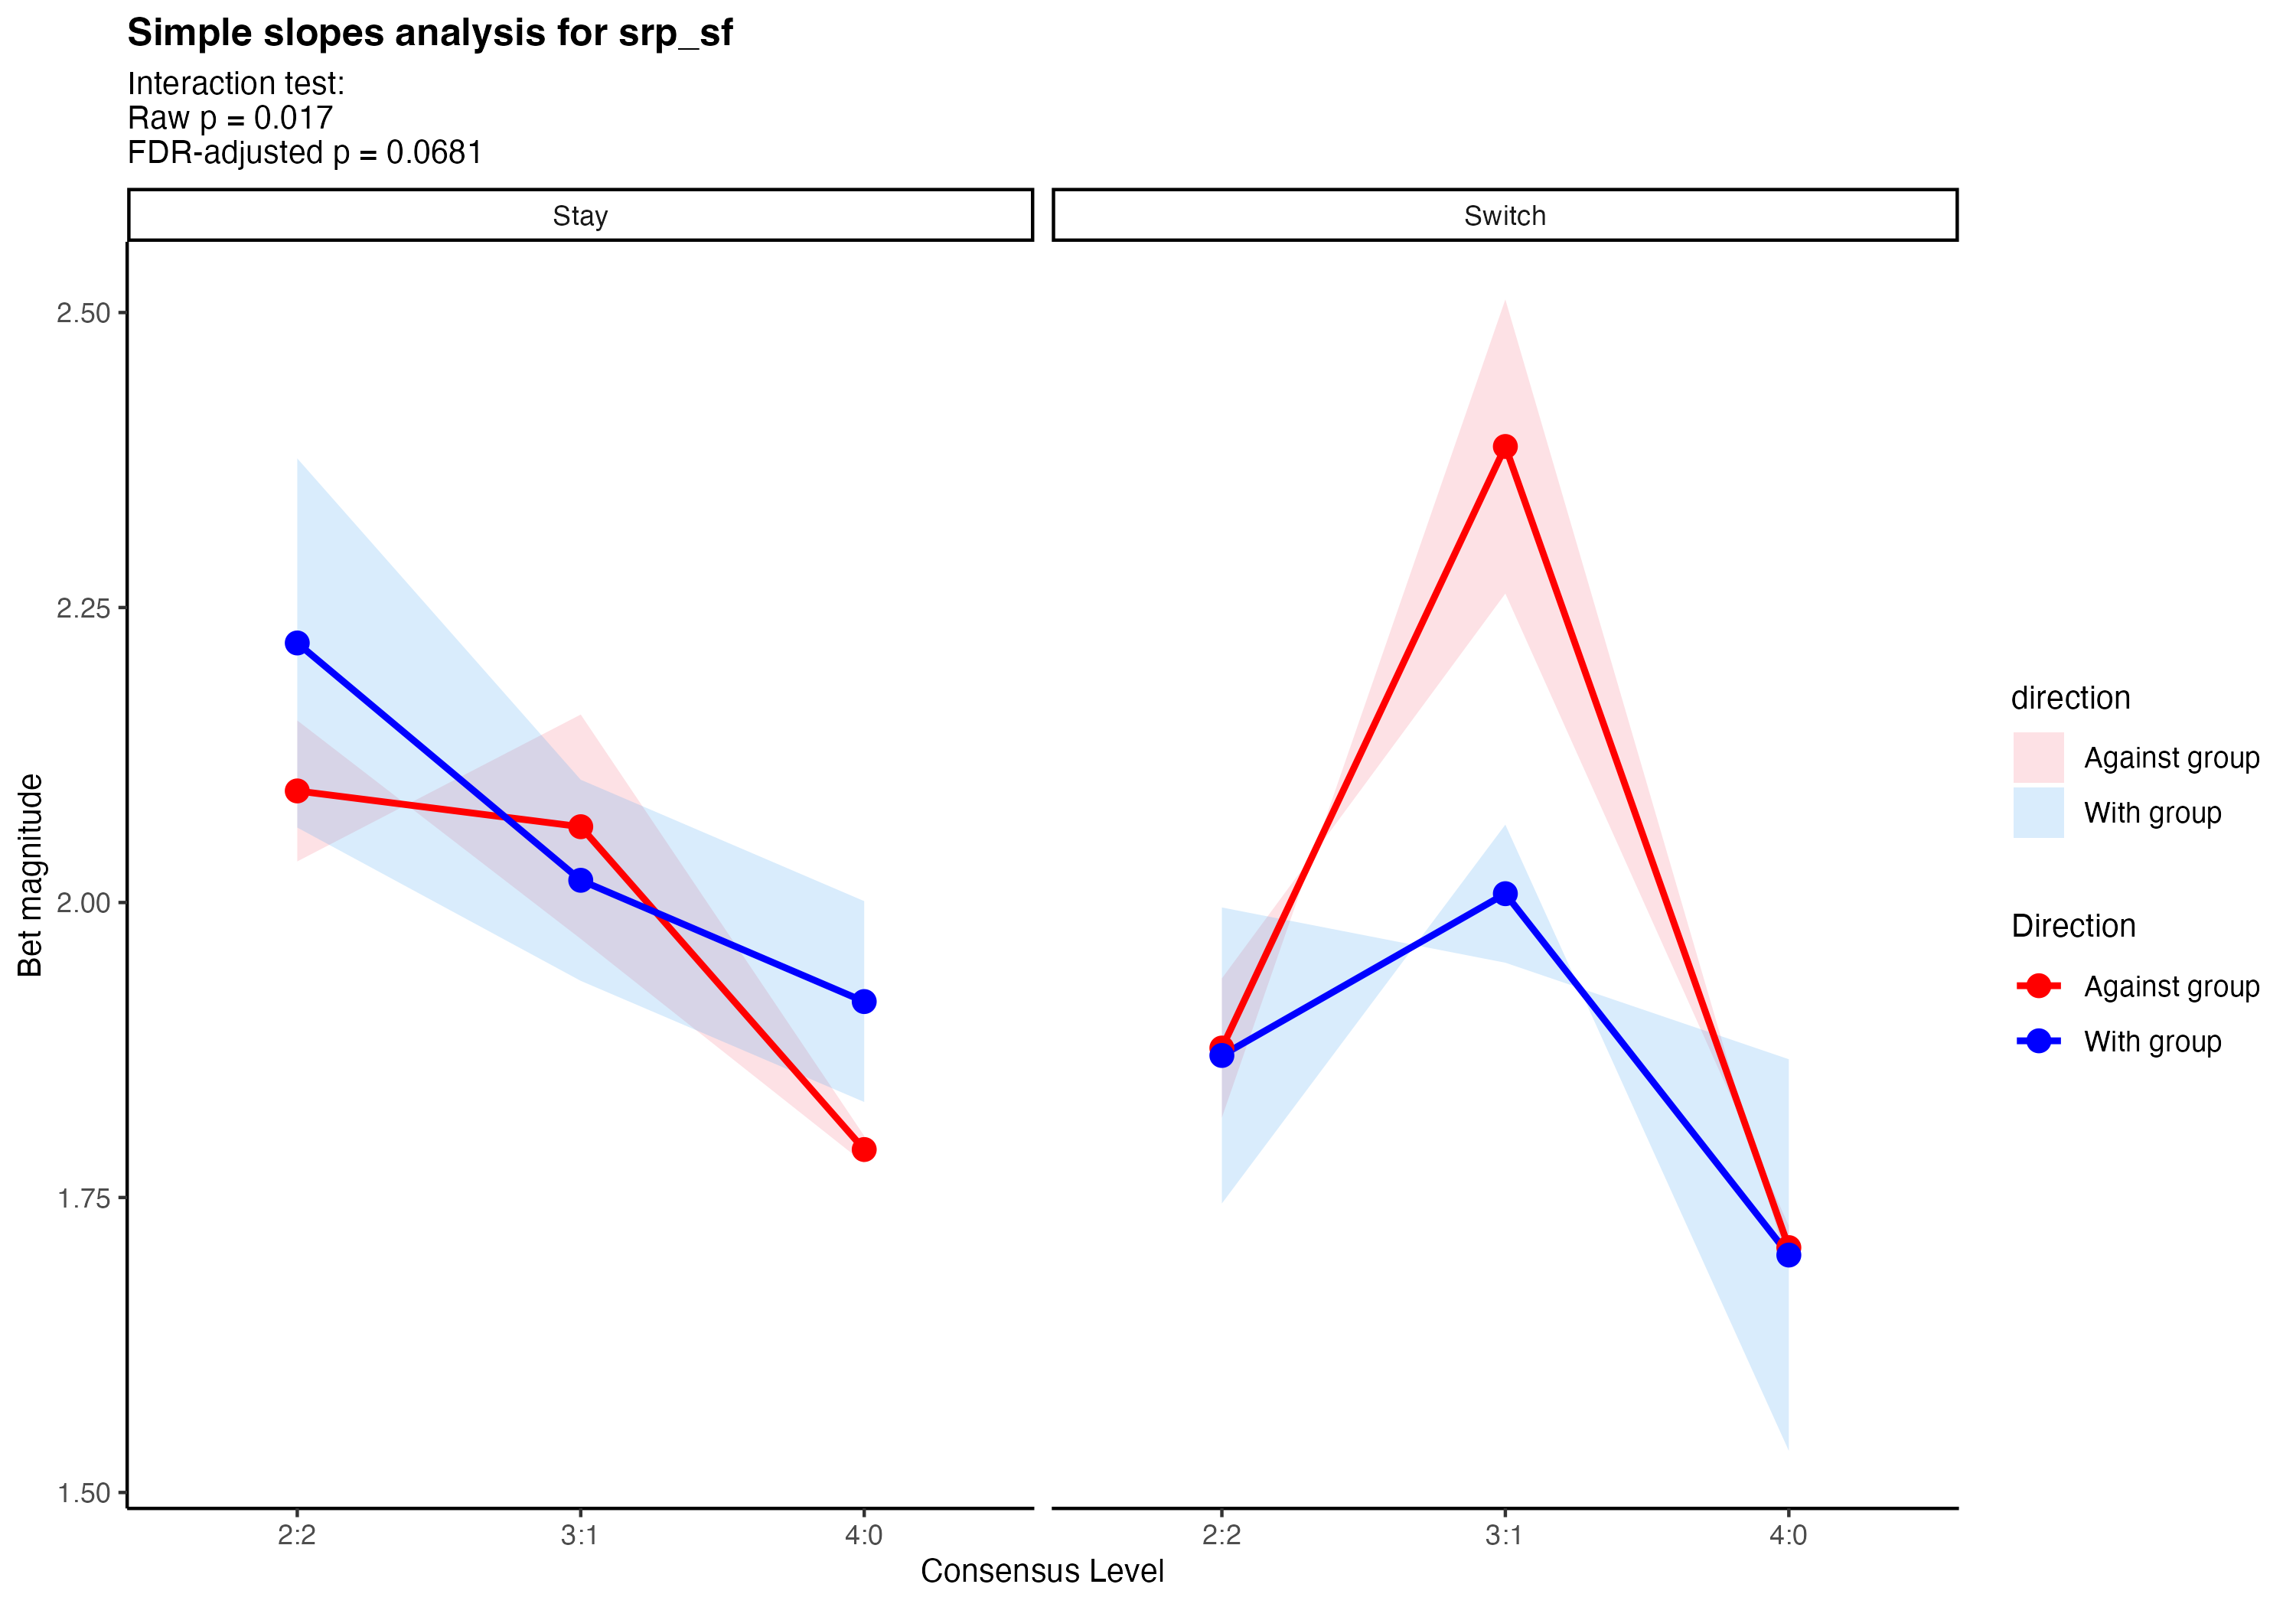 Simple slopes analysis for srp_sf
Interaction test:
Raw p = 0.017
FDR-adjusted p = 0.0681
Stay
Switch
2.50
2.25
2.00
1.75
1.50
Bet magnitude
2:2
3:1
4:0
2:2
3:1
4:0
Consensus Level
direction
Against group
With group
Direction
Against group
With group